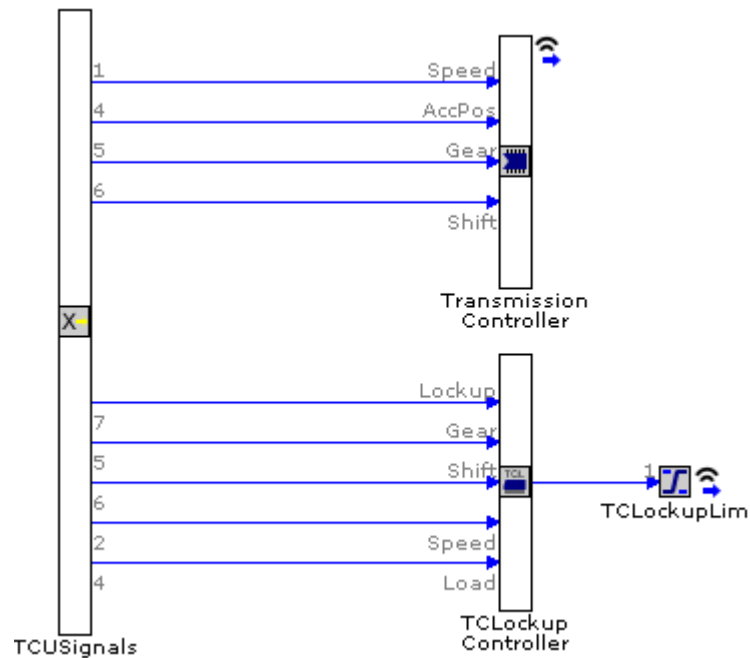 1 Speed
4 AccPos
5 Gear
6
Shift
Transmission
Controller
X-
Lockup
7 Gear
5 Shift TCL 1
6
TCLockupLim
2 Speed
4 Load
TCLockup
Controller
TCUSignals